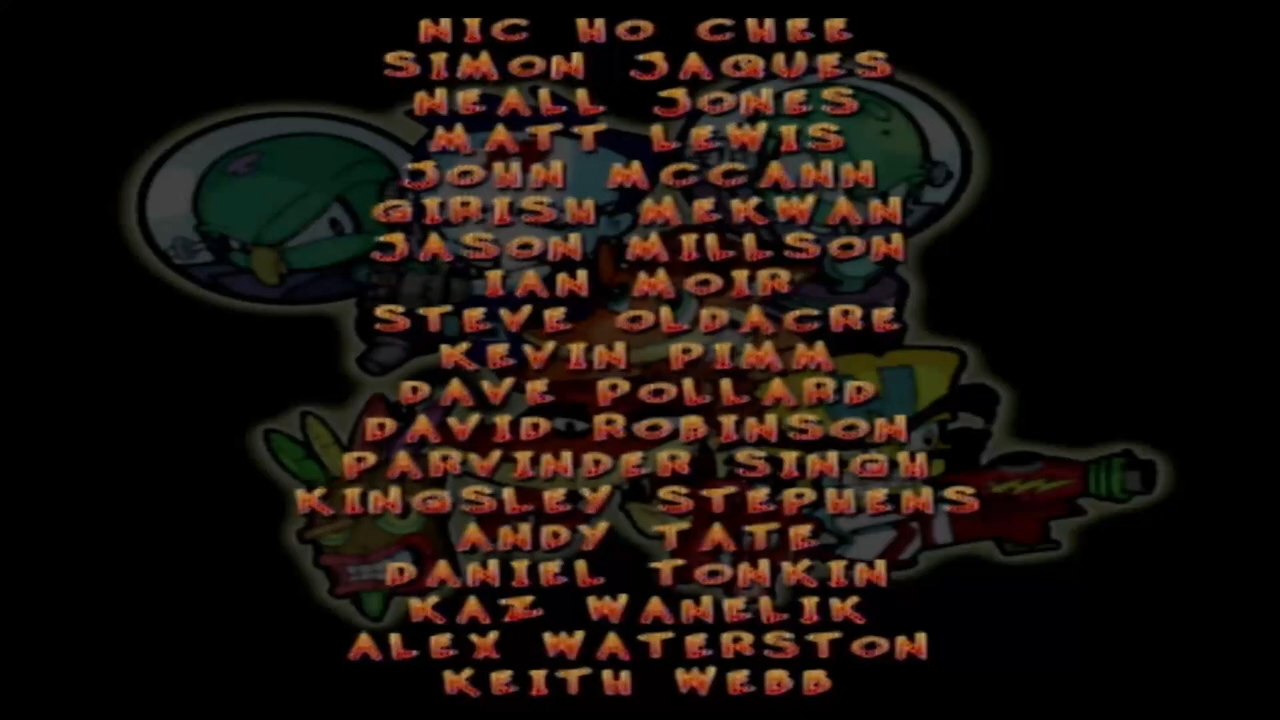 NIC HO CHEE
SIMON JAQUES
NEALL JONES
MATT LEWIS
JOHN MCCANN
GIRISH MEKWAN
JASON MILLSON
IAN MOIR
STEVE OLDACRE
KEVIN PIMM
DAVE POLLARD
DAVID ROBINSON
PARVINDER SINGH
KINGSLEY STEPHENS
ANDY TATE
DANIEL TONKIN
KAZ WANELIK
ALEX WATERSTON
KEITH WEBB